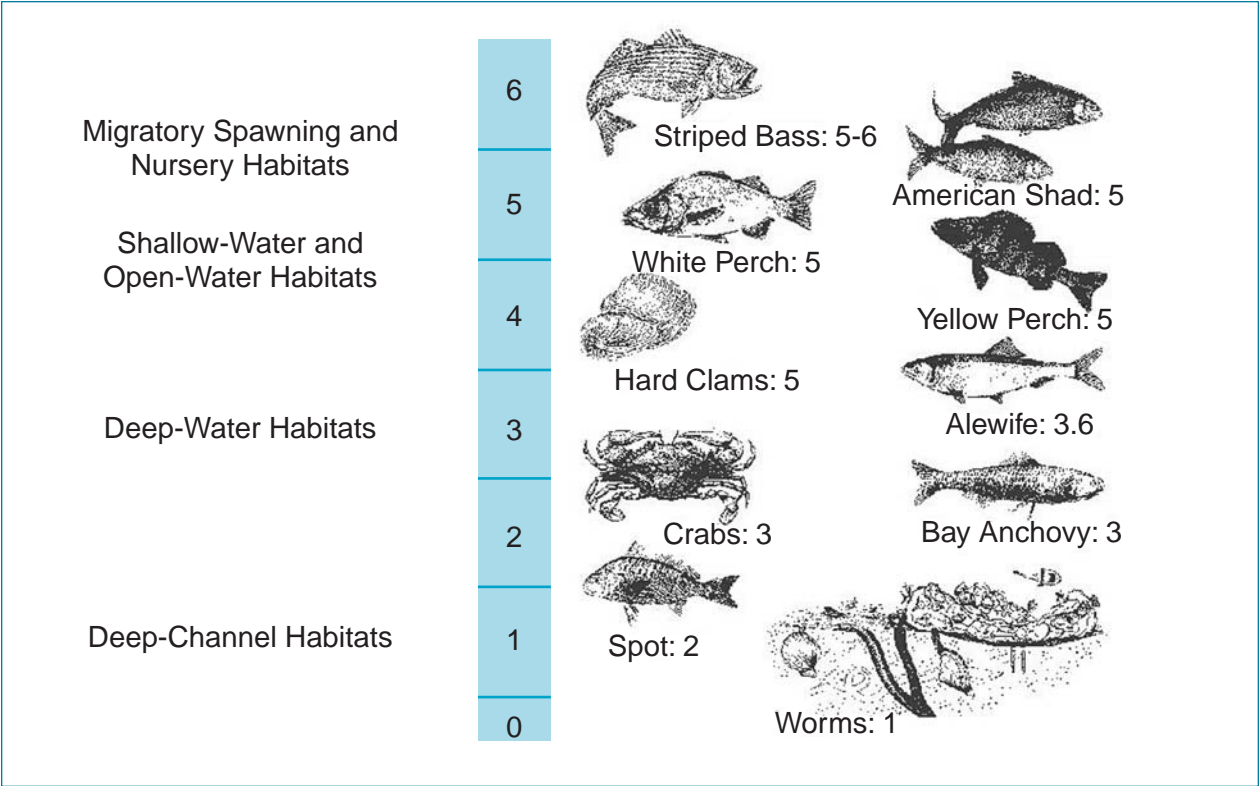 Migratory Spawning and
Nursery Habitats
Shallow-Water and
Open-Water Habitats
Deep-Water Habitats
Deep-Channel Habitats
6
5
4
3
2
1
0
Striped Bass: 5-6
American Shad: 5
White Perch: 5
Yellow Perch: 5
Hard Clams: 5
Alewife: 3.6
Crabs: 3
Bay Anchovy: 3
Spot: 2
Worms: 1